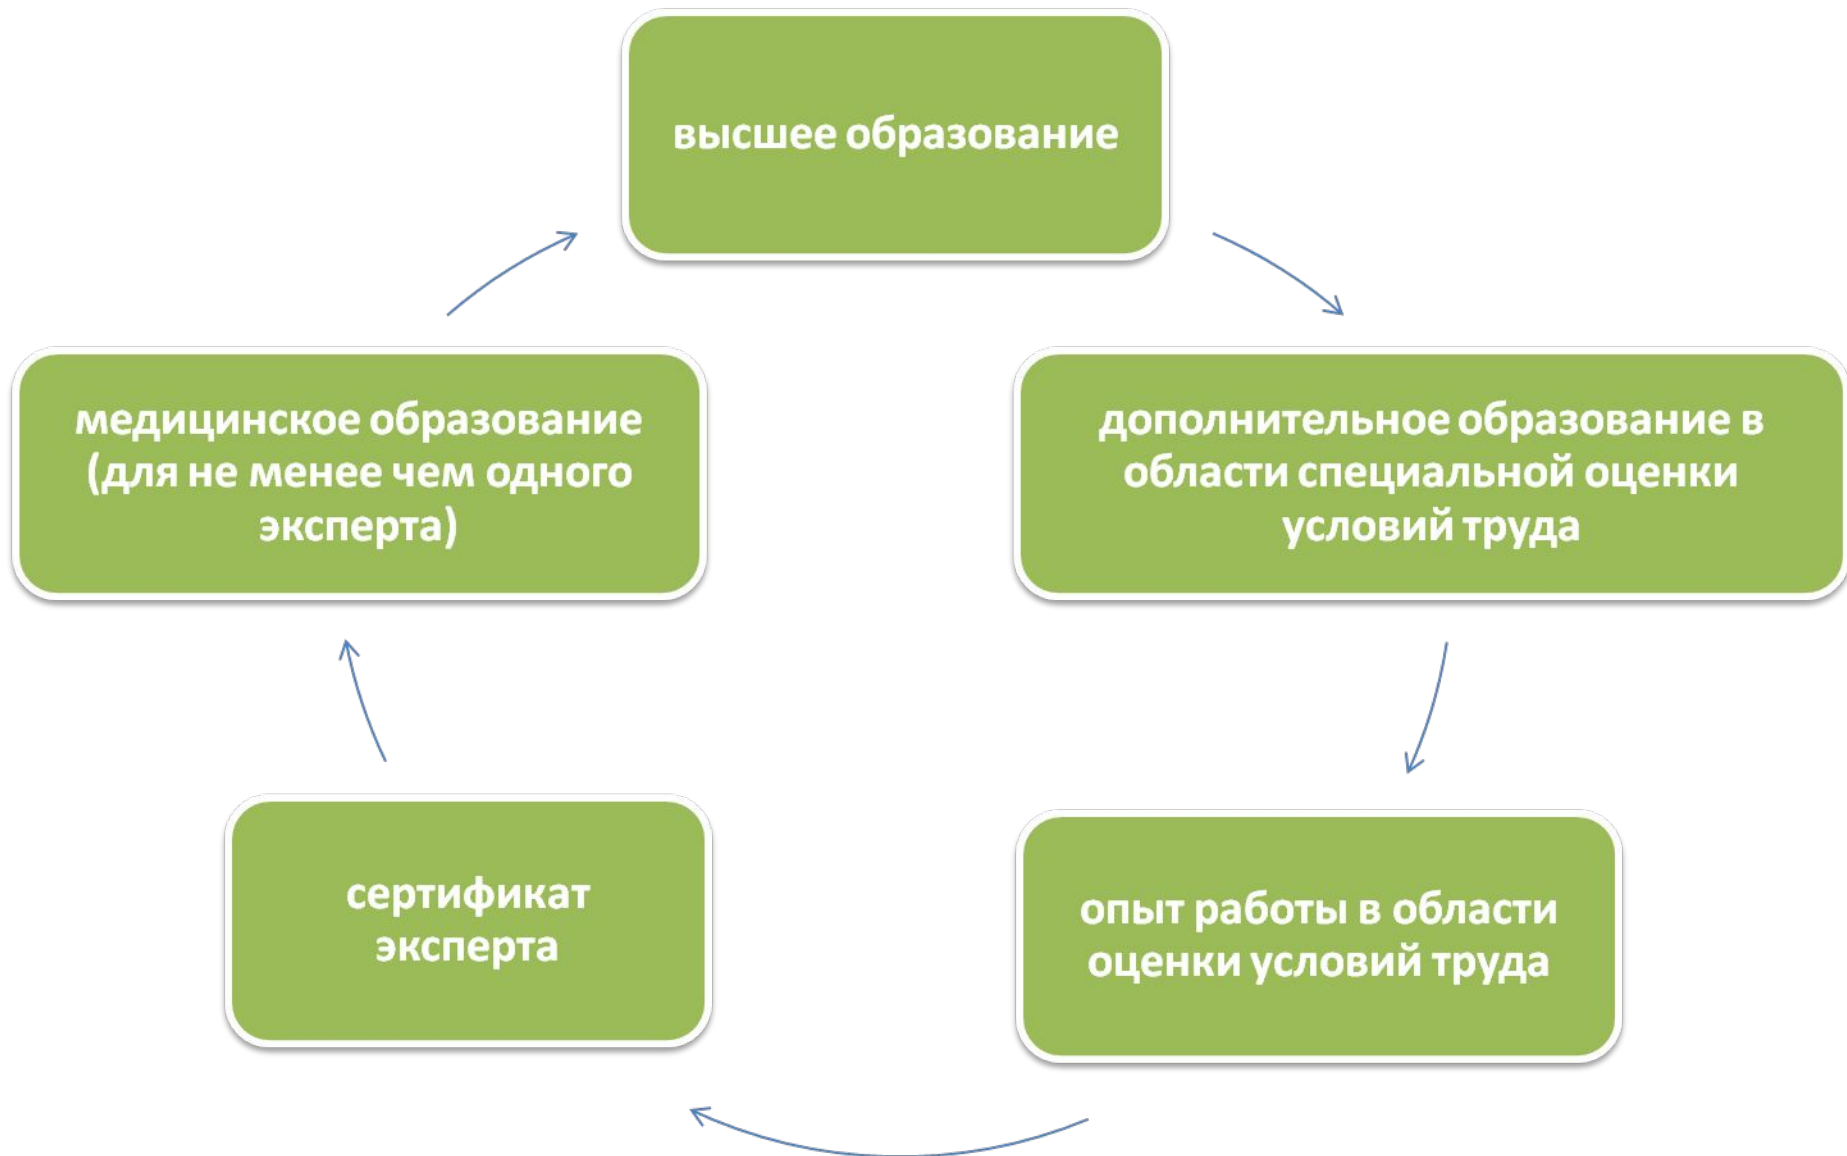 высшее образование
дополнительное образование в
области специальной оценки
условий труда
опыт работы в области
оценки условий труда
сертификат
эксперта
медицинское образование
(для не менее чем одного
эксперта)